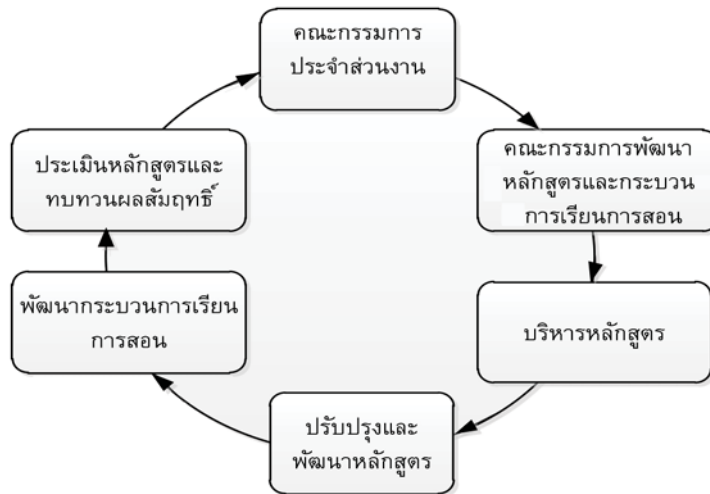 คณะกรรมการ
ประจำส่วนงาน
คณะกรรมการพัฒนา
หลักสูตรและกระบวน
การเรียนการสอน
บริหารหลักสูตร
ปรับปรุงและ
พัฒนาหลักสูตร
พัฒนากระบวนการเรียน
การสอน
ประเมินหลักสูตรและ
ทบทวนผลสัมฤทธิ์